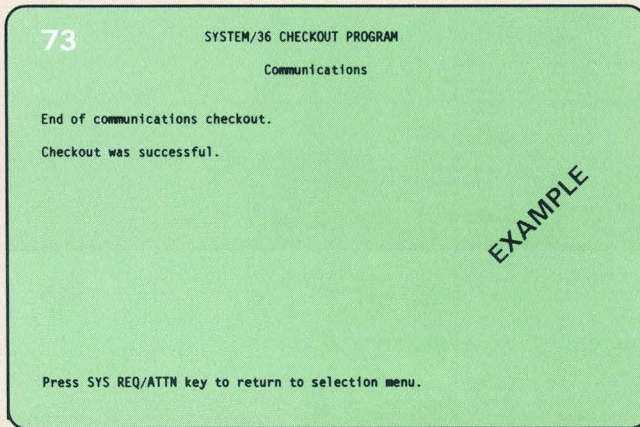 73
SYSTEM/36 CHECKOUT PROGRAM
Communications
End of communications checkout.
Checkout was successful.
EXAMPLE
Press SYS REQ/ATTN key to return to selection menu.